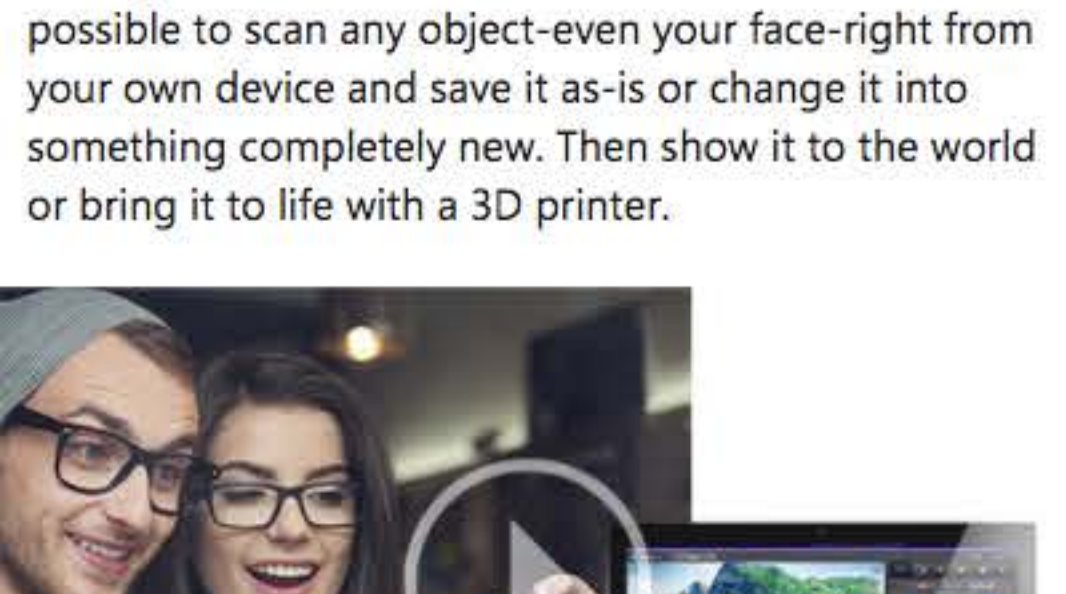 possible to scan any object-even your face-right from
your own device and save it as-is or change it into
something completely new. Then show it to the world
or bring it to life with a 3D printer.